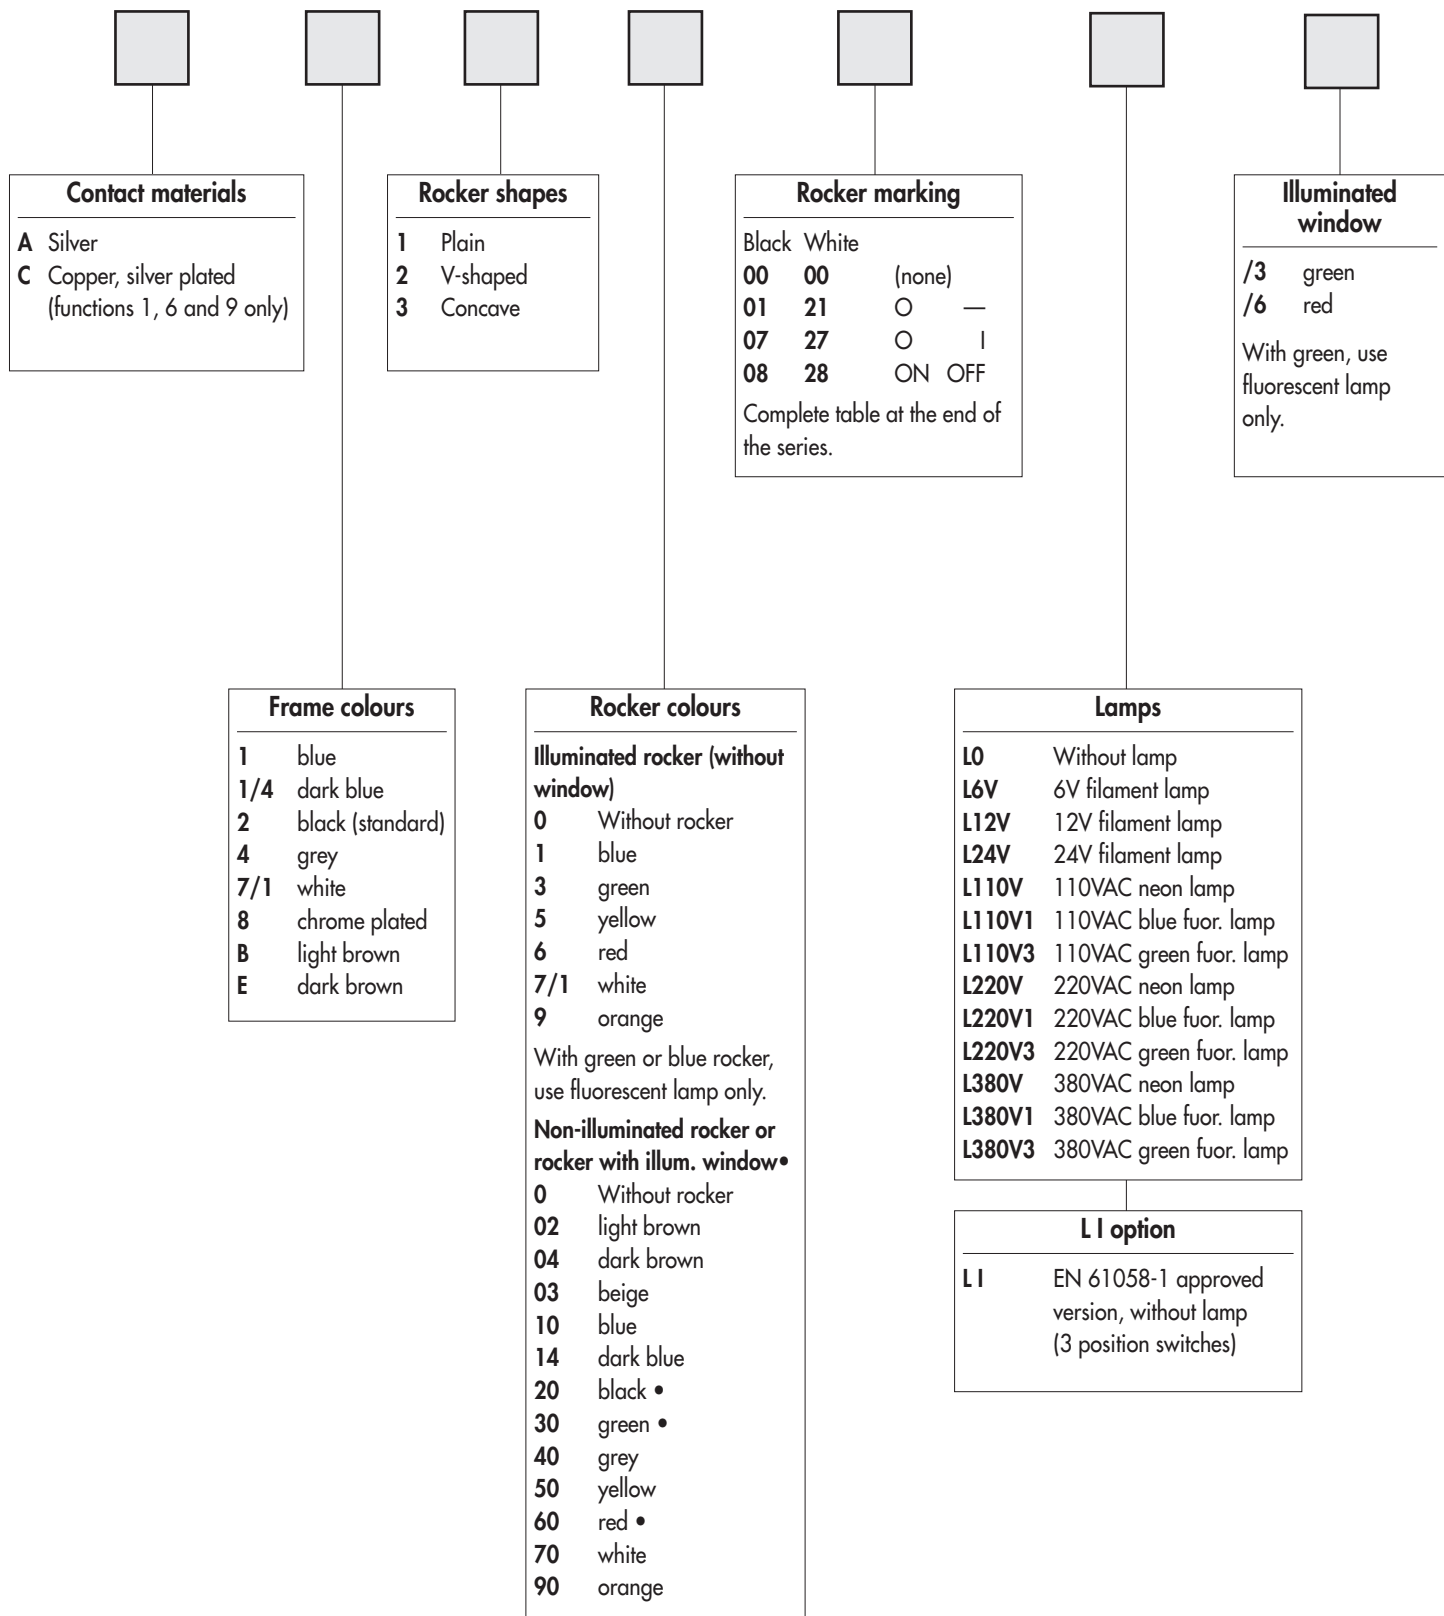 Contact materials
A Silver
C Copper, silver plated
(functions 1, 6 and 9 only)
Rocker shapes
1 Plain
2 V-shaped
3 Concave
Rocker marking
Black White
00 00 (none)
01 21 O —
07 27 O I
08 28 ON OFF
Complete table at the end of
the series.
Illuminated
window
/3 green
/6 red
With green, use
fluorescent lamp
only.
Frame colours
1 blue
1/4 dark blue
2 black (standard)
4 grey
7/1 white
8 chrome plated
B light brown
E dark brown
Rocker colours
Illuminated rocker (without
window)
0 Without rocker
1 blue
3 green
5 yellow
6 red
7/1 white
9 orange
With green or blue rocker,
use fluorescent lamp only.
Non-illuminated rocker or
rocker with illum. window•
0 Without rocker
02 light brown
04 dark brown
03 beige
10 blue
14 dark blue
20 black •
30 green •
40 grey
50 yellow
60 red •
70 white
90 orange
Lamps
L0 Without lamp
L6V 6V filament lamp
L12V 12V filament lamp
L24V 24V filament lamp
L110V 110VAC neon lamp
L110V1 110VAC blue fuor. lamp
L110V3 110VAC green fuor. lamp
L220V 220VAC neon lamp
L220V1 220VAC blue fuor. lamp
L220V3 220VAC green fuor. lamp
L380V 380VAC neon lamp
L380V1 380VAC blue fuor. lamp
L380V3 380VAC green fuor. lamp
L I option
L I EN 61058-1 approved
version, without lamp
(3 position switches)